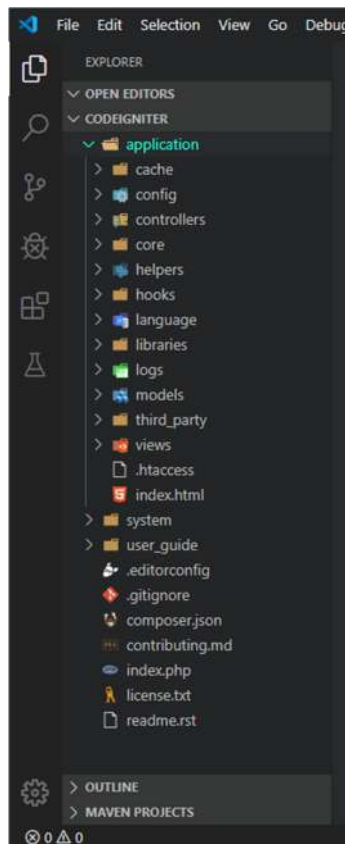 File Edit Selection View Go Debug
EXPLORER
OPEN EDITORS
CODEIGNITER
application
cache
config
controllers
core
helpers
hooks
language
libraries
logs
models
third_party
views
.htaccess
index.html
system
user_guide
.editorconfig
.gitignore
composer.json
contributing.md
index.php
license.txt
readme.rst
OUTLINE
MAVEN PROJECTS
0 0